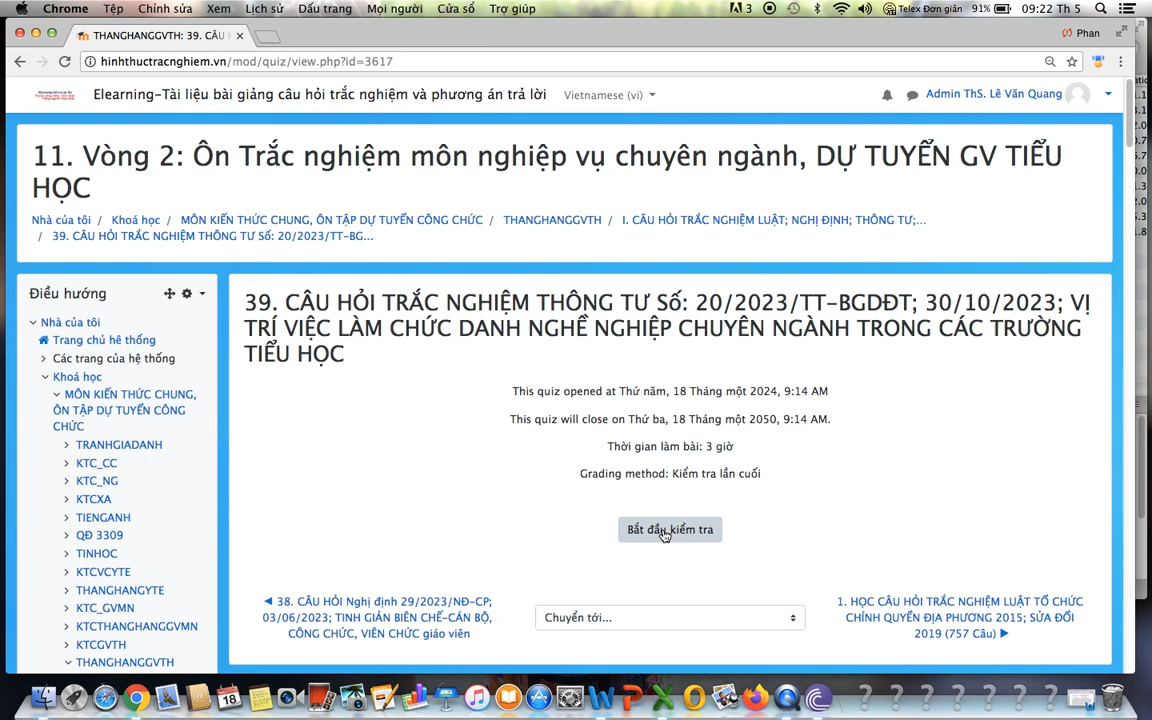 Chrome Tệp Chỉnh sửa Xem Lịch sử Dấu trang Mọi người Cửa sổ Trợ giúp 3 Telex Đơn giản 91% 09:22 Th 5
THANGHANGGVTH: 39. CÂU Phan
hinhthuctracnghiem.vn/mod/quiz/view.php?id=3617
Elearning-Tài liệu bài giảng câu hỏi trắc nghiệm và phương án trả lời Vietnamese (vi) Admin ThS. Lê Văn Quang
11. Vòng 2: Ôn Trắc nghiệm môn nghiệp vụ chuyên ngành, DỰ TUYỂN GV TIỂU
HỌC
Nhà của tôi / Khoá học / MÔN KIẾN THỨC CHUNG, ÔN TẬP DỰ TUYỂN CÔNG CHỨC / THANGHANGGVTH / I. CÂU HỎI TRẮC NGHIỆM LUẬT; NGHỊ ĐỊNH; THÔNG TƯ;...
/ 39. CÂU HỎI TRẮC NGHIỆM THÔNG TƯ Số: 20/2023/TT-BG...
Điều hướng
Nhà của tôi
Trang chủ hê thống
Các trang của hệ thống
Khoá học
MÔN KIẾN THỨC CHUNG,
ÔN TẬP DỰ TUYỂN CÔNG
CHỨC
TRANHGIADANH
KTC_CC
KTC_NG
KTCXA
TIENGANH
QĐ 3309
TINHOC
KTCVCYTE
THANGHANGYTE
KTC_GVMN
KTCTHANGHANGGVMN
KTCGVTH
THANGHANGGVTH
39. CÂU HỎI TRẮC NGHIỆM THÔNG TƯ Số: 20/2023/TT-BGDĐT; 30/10/2023; VỊ
TRÍ VIỆC LÀM CHỨC DANH NGHỀ NGHIỆP CHUYÊN NGÀNH TRONG CÁC TRƯỜNG
TIỂU HỌC
This quiz opened at Thứ năm, 18 Tháng một 2024, 9:14 AM
This quiz will close on Thứ ba, 18 Tháng một 2050, 9:14 AM.
Thời gian làm bài: 3 giờ
Grading method: Kiểm tra lần cuối
Bắt đầu kiểm tra
◄ 38. CÂU HỎI Nghị định 29/2023/NĐ-CP;
03/06/2023; TINH GIẢN BIÊN CHẾ-CÁN BỘ,
CÔNG CHỨC, VIÊN CHỨC giáo viên
Chuyển tới...
1. HỌC CÂU HỎI TRẮC NGHIỆM LUẬT TỔ CHỨC
CHÍNH QUYỀN ĐỊA PHƯƠNG 2015; SỬA ĐỔI
2019 (757 Câu) ►